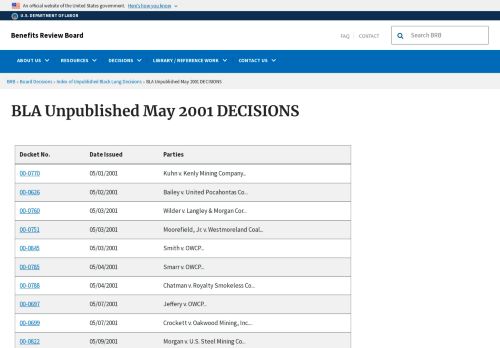 An official website of the United States government. Here's how you know
U.S. DEPARTMENT OF LABOR
Benefits Review Board
FAQ CONTACT
Search BRB
ABOUT US RESOURCES DECISIONS LIBRARY / REFERENCE WORK CONTACT US
BRB › Board Decisions › Index of Unpublished Black Lung Decisions › BLA Unpublished May 2001 DECISIONS
BLA Unpublished May 2001 DECISIONS
Docket No. Date Issued Parties
00-0770 05/01/2001 Kuhn v. Kenly Mining Company...
00-0626 05/02/2001 Bailey v. United Pocahontas Co...
00-0760 05/03/2001 Wilder v. Langley & Morgan Cor...
00-0751 05/03/2001 Moorefield, Jr. v. Westmoreland Coal...
00-0845 05/03/2001 Smith v. OWCP...
00-0785 05/04/2001 Smarr v. OWCP...
00-0788 05/04/2001 Chatman v. Royalty Smokeless Co...
00-0697 05/07/2001 Jeffery v. OWCP...
00-0699 05/07/2001 Crockett v. Oakwood Mining, Inc....
00-0822 05/09/2001 Morgan v. U.S. Steel Mining Co...